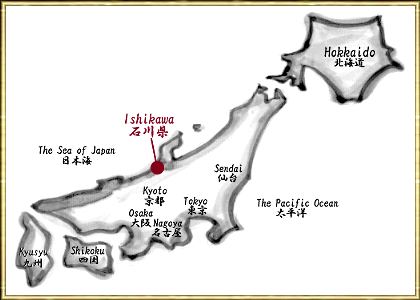 Hokkaido
北海道
Ishikawa
石川県
The Sea of Japan
日本海
Sendai
仙台
Kyoto
京都
Tokyo
東京
The Pacific Ocean
太平洋
Osaka
大阪
Nagoya
名古屋
Kyusyu
九州
Shikoku
四国